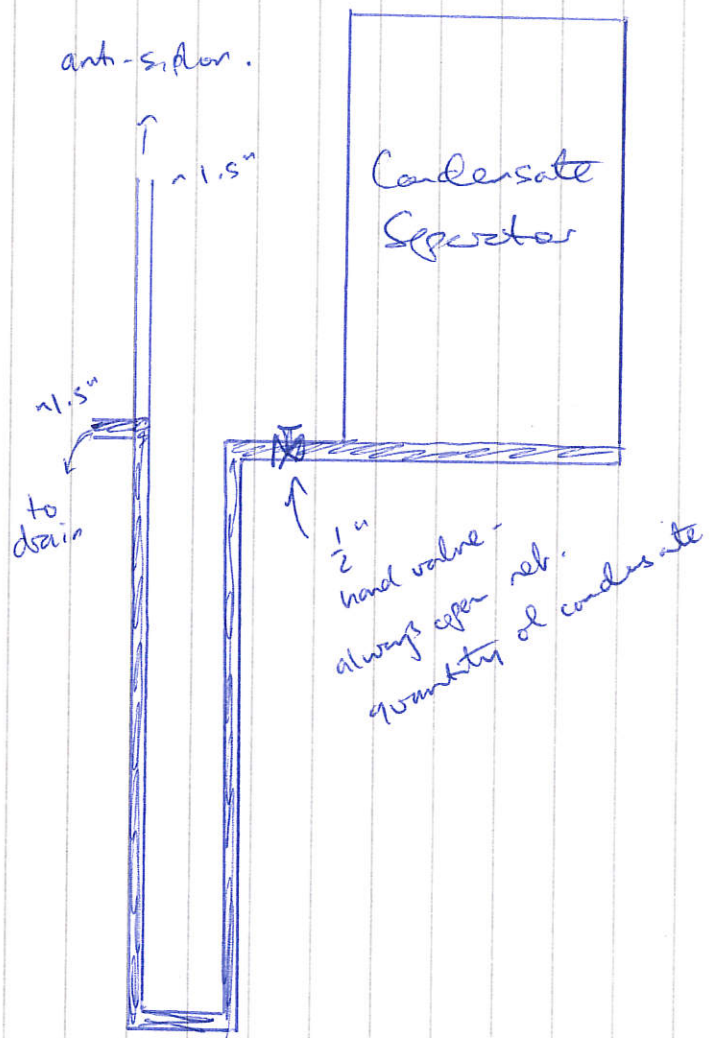 anti-siphon.
~1.5"
Condensate
Separator
~1.5"
to
drain
1/2"
hand valve -
always open
quantity of condensate